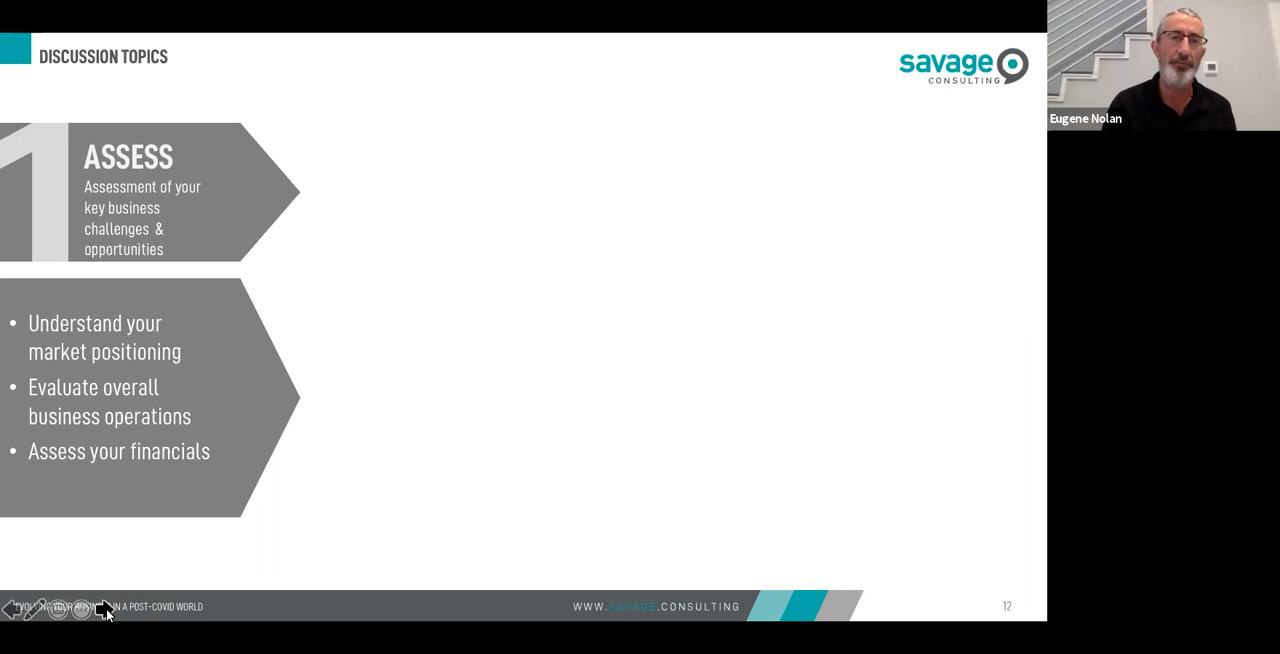 DISCUSSION TOPICS
savage
CONSULTING
Eugene Nolan
1
ASSESS
Assessment of your
key business
challenges &
opportunities
• Understand your
market positioning
• Evaluate overall
business operations
• Assess your financials
IN A POST-COVID WORLD
WWW.SAVAGE.CONSULTING
12